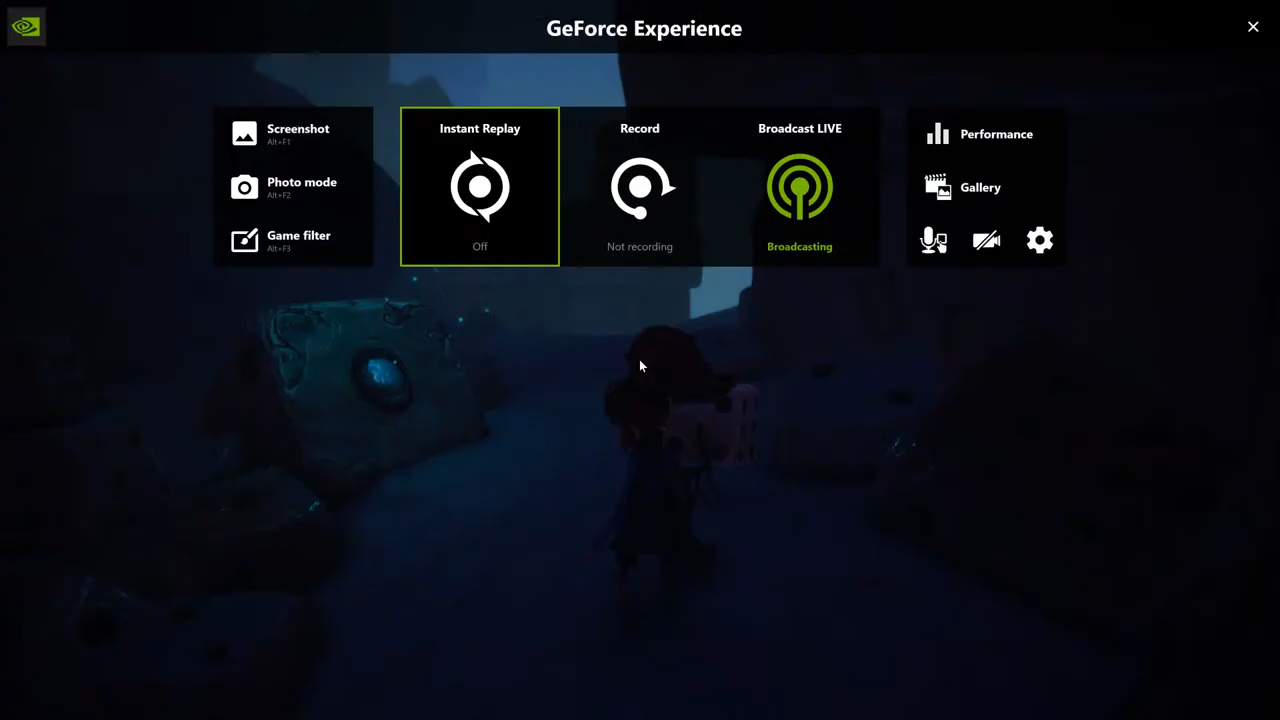 GeForce Experience
Screenshot
Alt+F1
Photo mode
Alt+F2
Game filter
Alt+F3
Instant Replay
Off
Record
Not recording
Broadcast LIVE
Broadcasting
Performance
Gallery